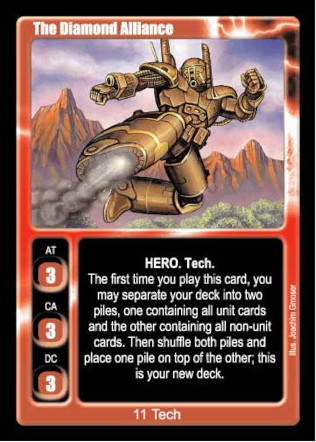 The Diamond Alliance
AT
3
CA
3
DC
3
HERO. Tech.
The first time you play this card, you
may separate your deck into two
piles, one containing all unit cards
and the other containing all non-unit
cards. Then shuffle both piles and
place one pile on top of the other; this
is your new deck.
Illus. Joachim Gmoser
11 Tech